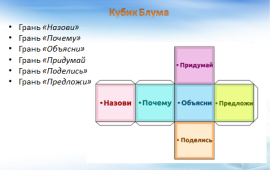 Кубик Блума
• Грань «Назови»
• Грань «Почему»
• Грань «Объясни»
• Грань «Придумай
• Грань «Поделись»
• Грань «Предложи»
• Придумай
• Назови
• Почему
• Объясни
• Предложи
• Поделись